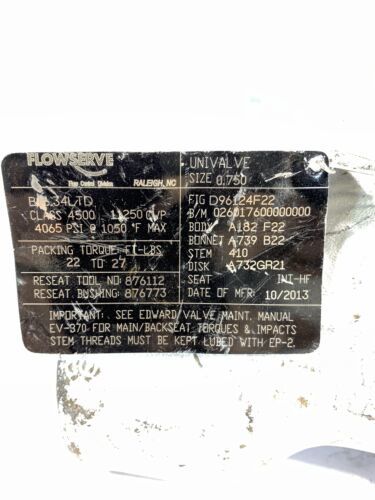 FLOWSERVE
Flow Control Division RALEIGH, NC
UNIVALVE
SIZE 0.750
CLASS 4500 11250 CWP
4065 PSI @ 1050 °F MAX
PACKING TORQUE FT-LBS
22 TO 27
RESEAT TOOL NO: 876112
RESEAT BUSHING: 876773
FIG D96124F22
B/M 026017600000000
BODY A182 F22
BONNET A739 B22
STEM 410
DISK A732GR21
SEAT INT-HF
DATE OF MFR: 10/2013
IMPORTANT: SEE EDWARD/VALVE MAINT. MANUAL
EV-370 FOR MAIN/BACKSEAT TORQUES & IMPACTS
STEM THREADS MUST BE KEPT LUBED WITH EP-2.